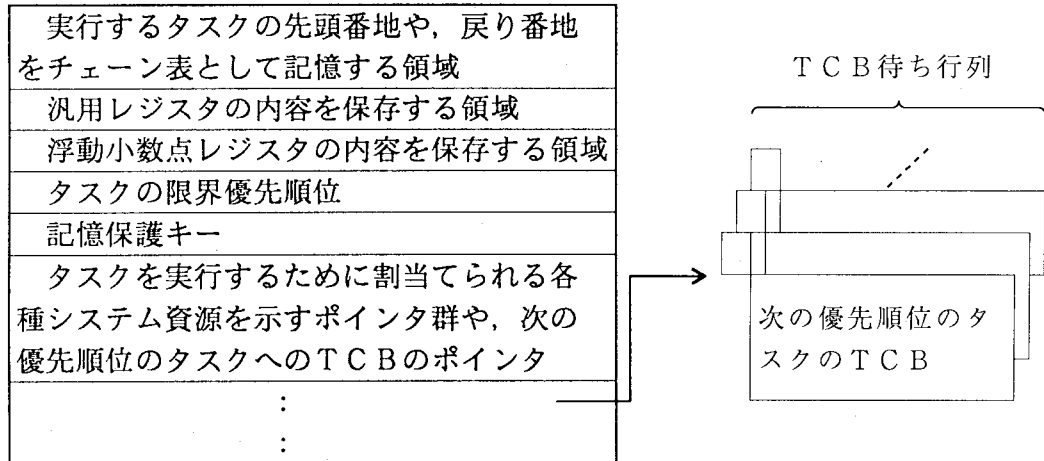 実行するタスクの先頭番地や，戻り番地
をチェーン表として記憶する領域
汎用レジスタの内容を保存する領域
浮動小数点レジスタの内容を保存する領域
タスクの限界優先順位
記憶保護キー
タスクを実行するために割当てられる各
種システム資源を示すポインタ群や，次の
優先順位のタスクへのＴＣＢのポインタ
：
：
ＴＣＢ待ち行列
次の優先順位のタ
スクのＴＣＢ